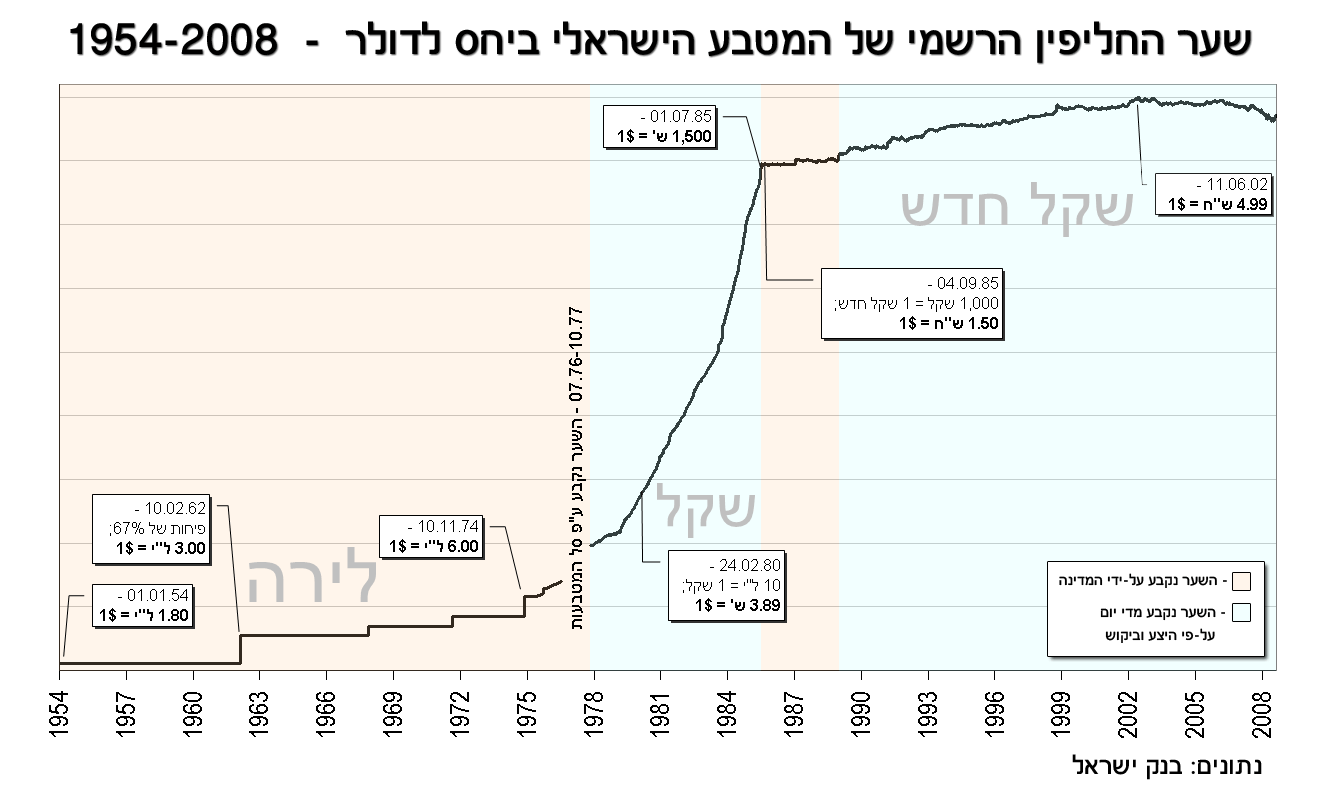 שער החליפין הרשמי של המטבע הישראלי ביחס לדולר - 1954-2008
01.07.85 -
1,500 ש' = 1$
11.06.02 -
4.99 ש"ח = 1$
שקל חדש
04.09.85 -
1,000 שקל = 1 שקל חדש;
1.50 ש"ח = 1$
07.76-10.77 - השער נקבע ע"פ סל המטבעות
שקל
10.02.62 -
פיחות של 67%;
3.00 ל"י = 1$
10.11.74 -
6.00 ל"י = 1$
לירה
01.01.54 -
1.80 ל"י = 1$
24.02.80 -
10 ל"י = 1 שקל;
3.89 ש' = 1$
- השער נקבע על-ידי המדינה
- השער נקבע מדי יום
על-פי היצע וביקוש
1954 1957 1960 1963 1966 1969 1972 1975 1978 1981 1984 1987 1990 1993 1996 1999 2002 2005 2008
נתונים: בנק ישראל